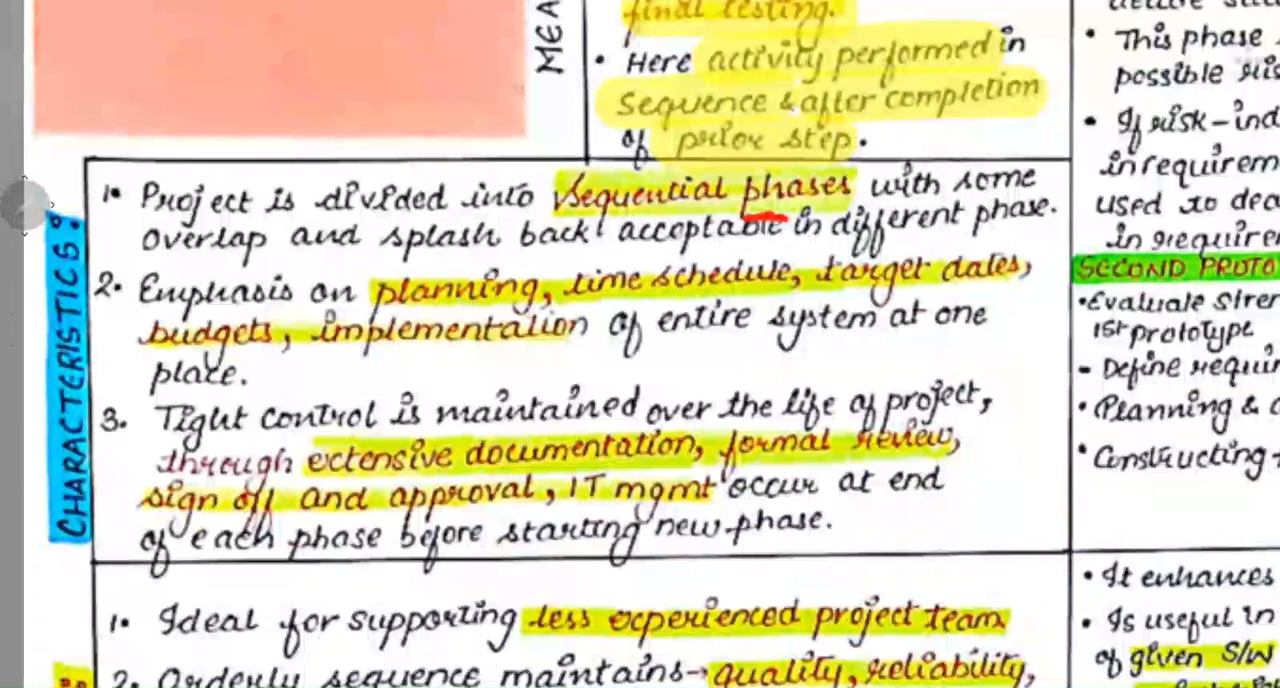 MEA
final testing.
• Here activity performed in
Sequence & after completion
of prior step.
CHARACTERISTICS:
1• Project is divided into Sequential phases with some
overlap and splash back acceptable in different phase.
2• Emphasis on planning, time schedule, target dates,
budgets, implementation of entire system at one
place.
3. Tight control is maintained over the life of project,
through extensive documentation, formal review,
sign off and approval, IT mgmt occur at end
of each phase before starting new phase.
1• Ideal for supporting less experienced project team
2. Orderly sequence maintains→ quality, reliability,
• This phase
possible ris
• If risk-ind
in requirem
used to dea
in requirem
SECOND PROTO
• Evaluate Stren
1st prototype
- Define requir
• Planning &
• Constructing
• It enhances
• Is useful in
of given S/W